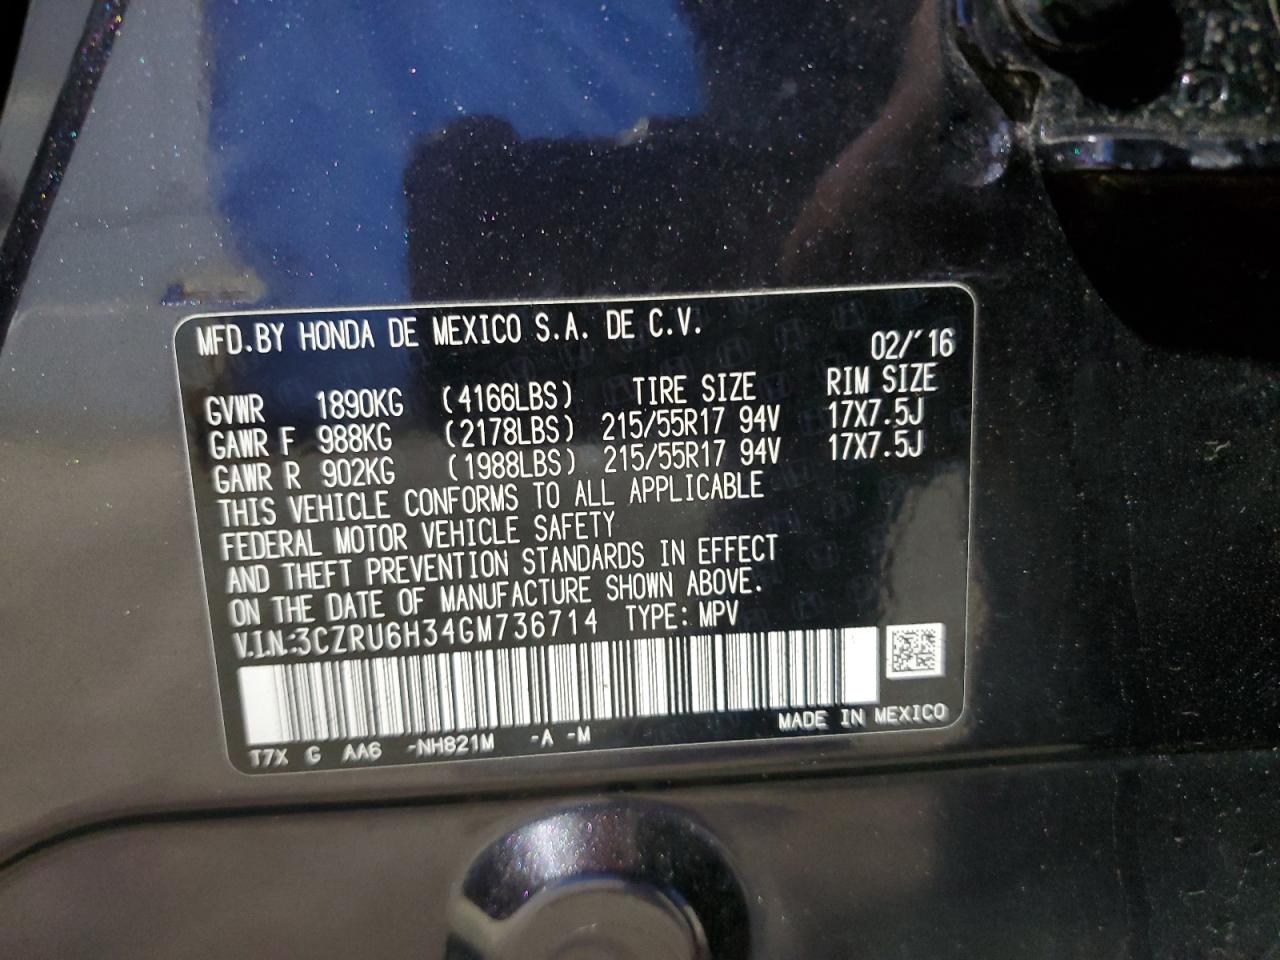 MFD.BY HONDA DE MEXICO S.A. DE C.V.
02/'16
GVWR 1890KG (4166LBS) TIRE SIZE RIM SIZE
GAWR F 988KG (2178LBS) 215/55R17 94V 17X7.5J
GAWR R 902KG (1988LBS) 215/55R17 94V 17X7.5J
THIS VEHICLE CONFORMS TO ALL APPLICABLE
FEDERAL MOTOR VEHICLE SAFETY
AND THEFT PREVENTION STANDARDS IN EFFECT
ON THE DATE OF MANUFACTURE SHOWN ABOVE.
V.I.N.:3CZRU6H34GM736714 TYPE: MPV
MADE IN MEXICO
T7X G AA6 -NH821M -A -M